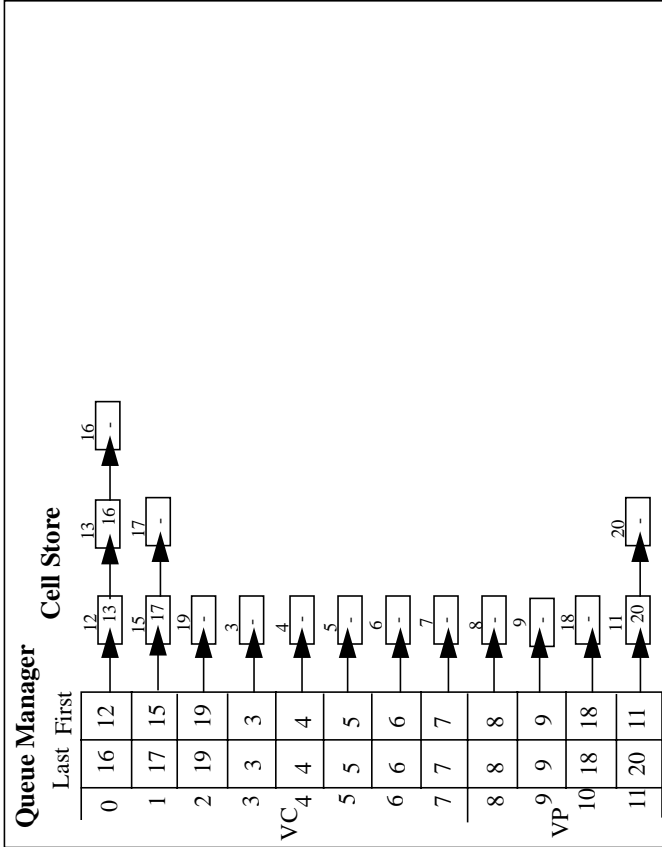 Queue Manager
Cell Store
Last First
12 13 16
0 16 12 13 16 -
15 17
1 17 15 17 -
19
2 19 19 -
3
3 3 3 -
VC
4
4 4 4 -
5
5 5 5 -
6
6 6 6 -
7
7 7 7 -
8
8 8 8 -
9
9 9 9 -
VP
18
10 18 18 -
11 20
11 20 11 20 -